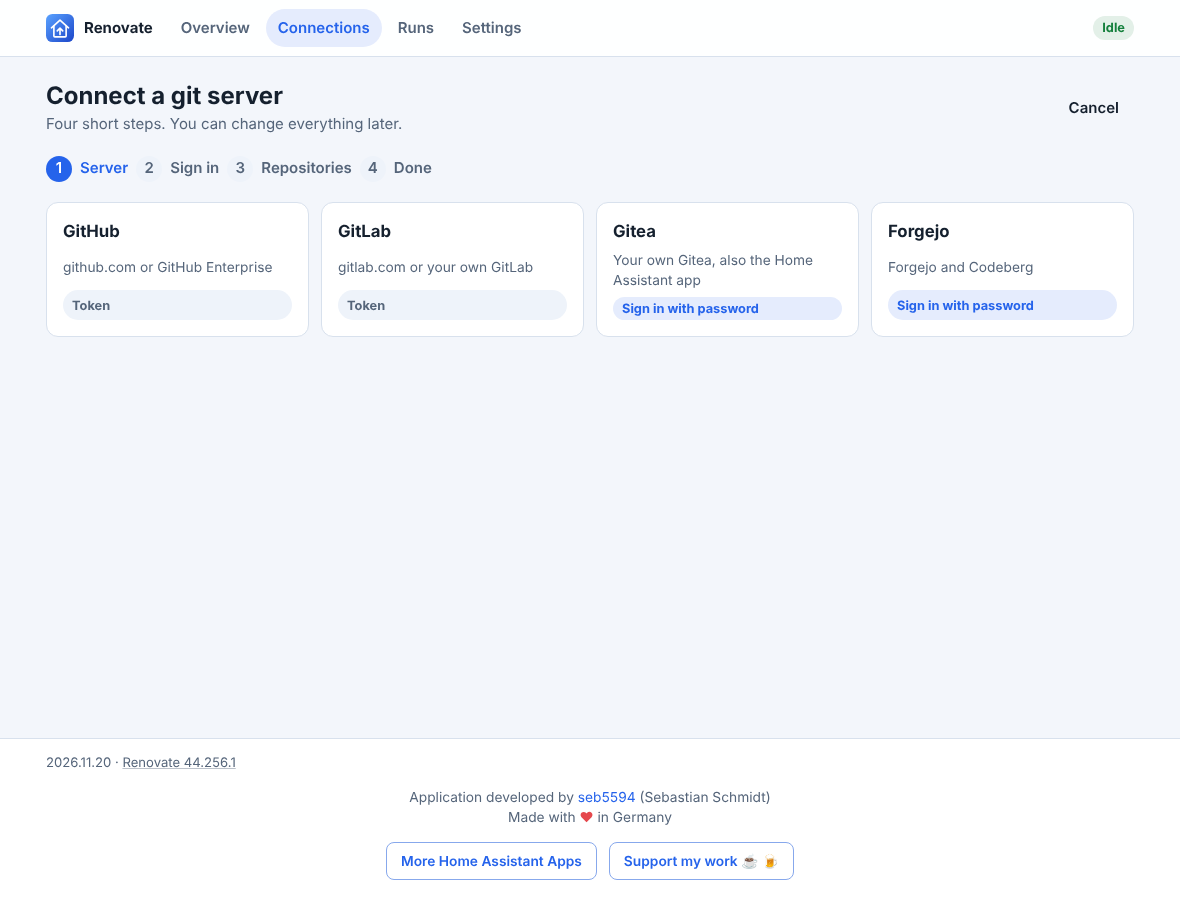 Renovate
Overview
Connections
Runs
Settings
Idle
Connect a git server
Four short steps. You can change everything later.
Cancel
1 Server 2 Sign in 3 Repositories 4 Done
GitHub
github.com or GitHub Enterprise
Token
GitLab
gitlab.com or your own GitLab
Token
Gitea
Your own Gitea, also the Home
Assistant app
Sign in with password
Forgejo
Forgejo and Codeberg
Sign in with password
2026.11.20 · Renovate 44.256.1
Application developed by seb5594 (Sebastian Schmidt)
Made with ❤ in Germany
More Home Assistant Apps
Support my work ☕ 🍺